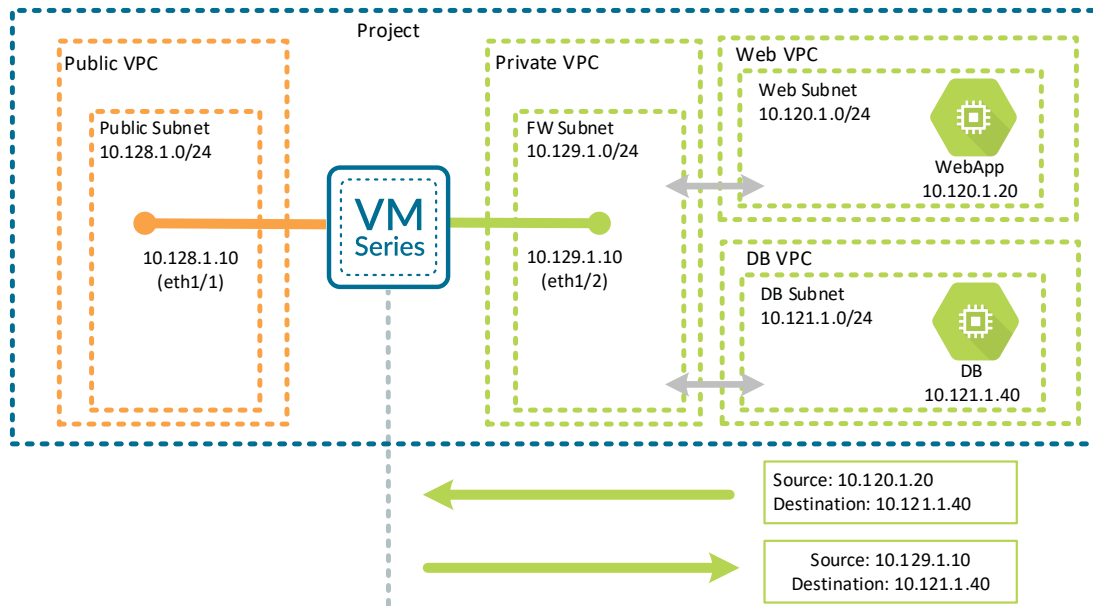 Project
Public VPC
Public Subnet
10.128.1.0/24
10.128.1.10
(eth1/1)
VM
Series
Private VPC
FW Subnet
10.129.1.0/24
10.129.1.10
(eth1/2)
Web VPC
Web Subnet
10.120.1.0/24
WebApp
10.120.1.20
DB VPC
DB Subnet
10.121.1.0/24
DB
10.121.1.40
Source: 10.120.1.20
Destination: 10.121.1.40
Source: 10.129.1.10
Destination: 10.121.1.40